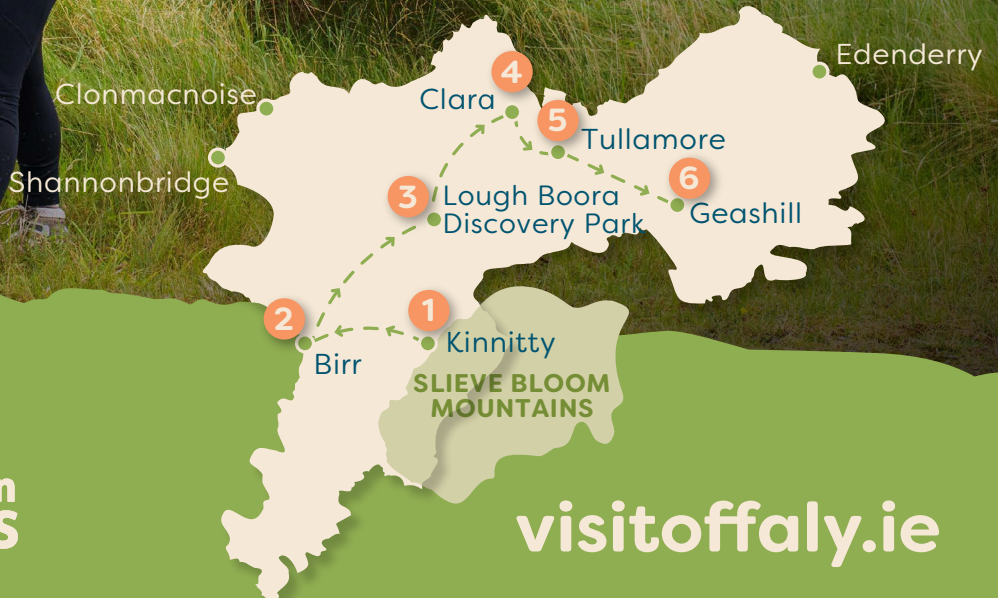 Edenderry
4
Clonmacnoise
Clara
5
Tullamore
Shannonbridge
6
3
Lough Boora
Discovery Park
Geashill
2
1
Kinnitty
Birr
SLIEVE BLOOM
MOUNTAINS
visitoffaly.ie